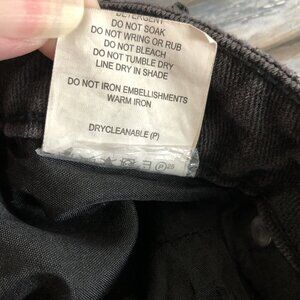 DETERGENT
DO NOT SOAK
DO NOT WRING OR RUB
DO NOT BLEACH
DO NOT TUMBLE DRY
LINE DRY IN SHADE
DO NOT IRON EMBELLISHMENTS
WARM IRON
DRYCLEANABLE (P)